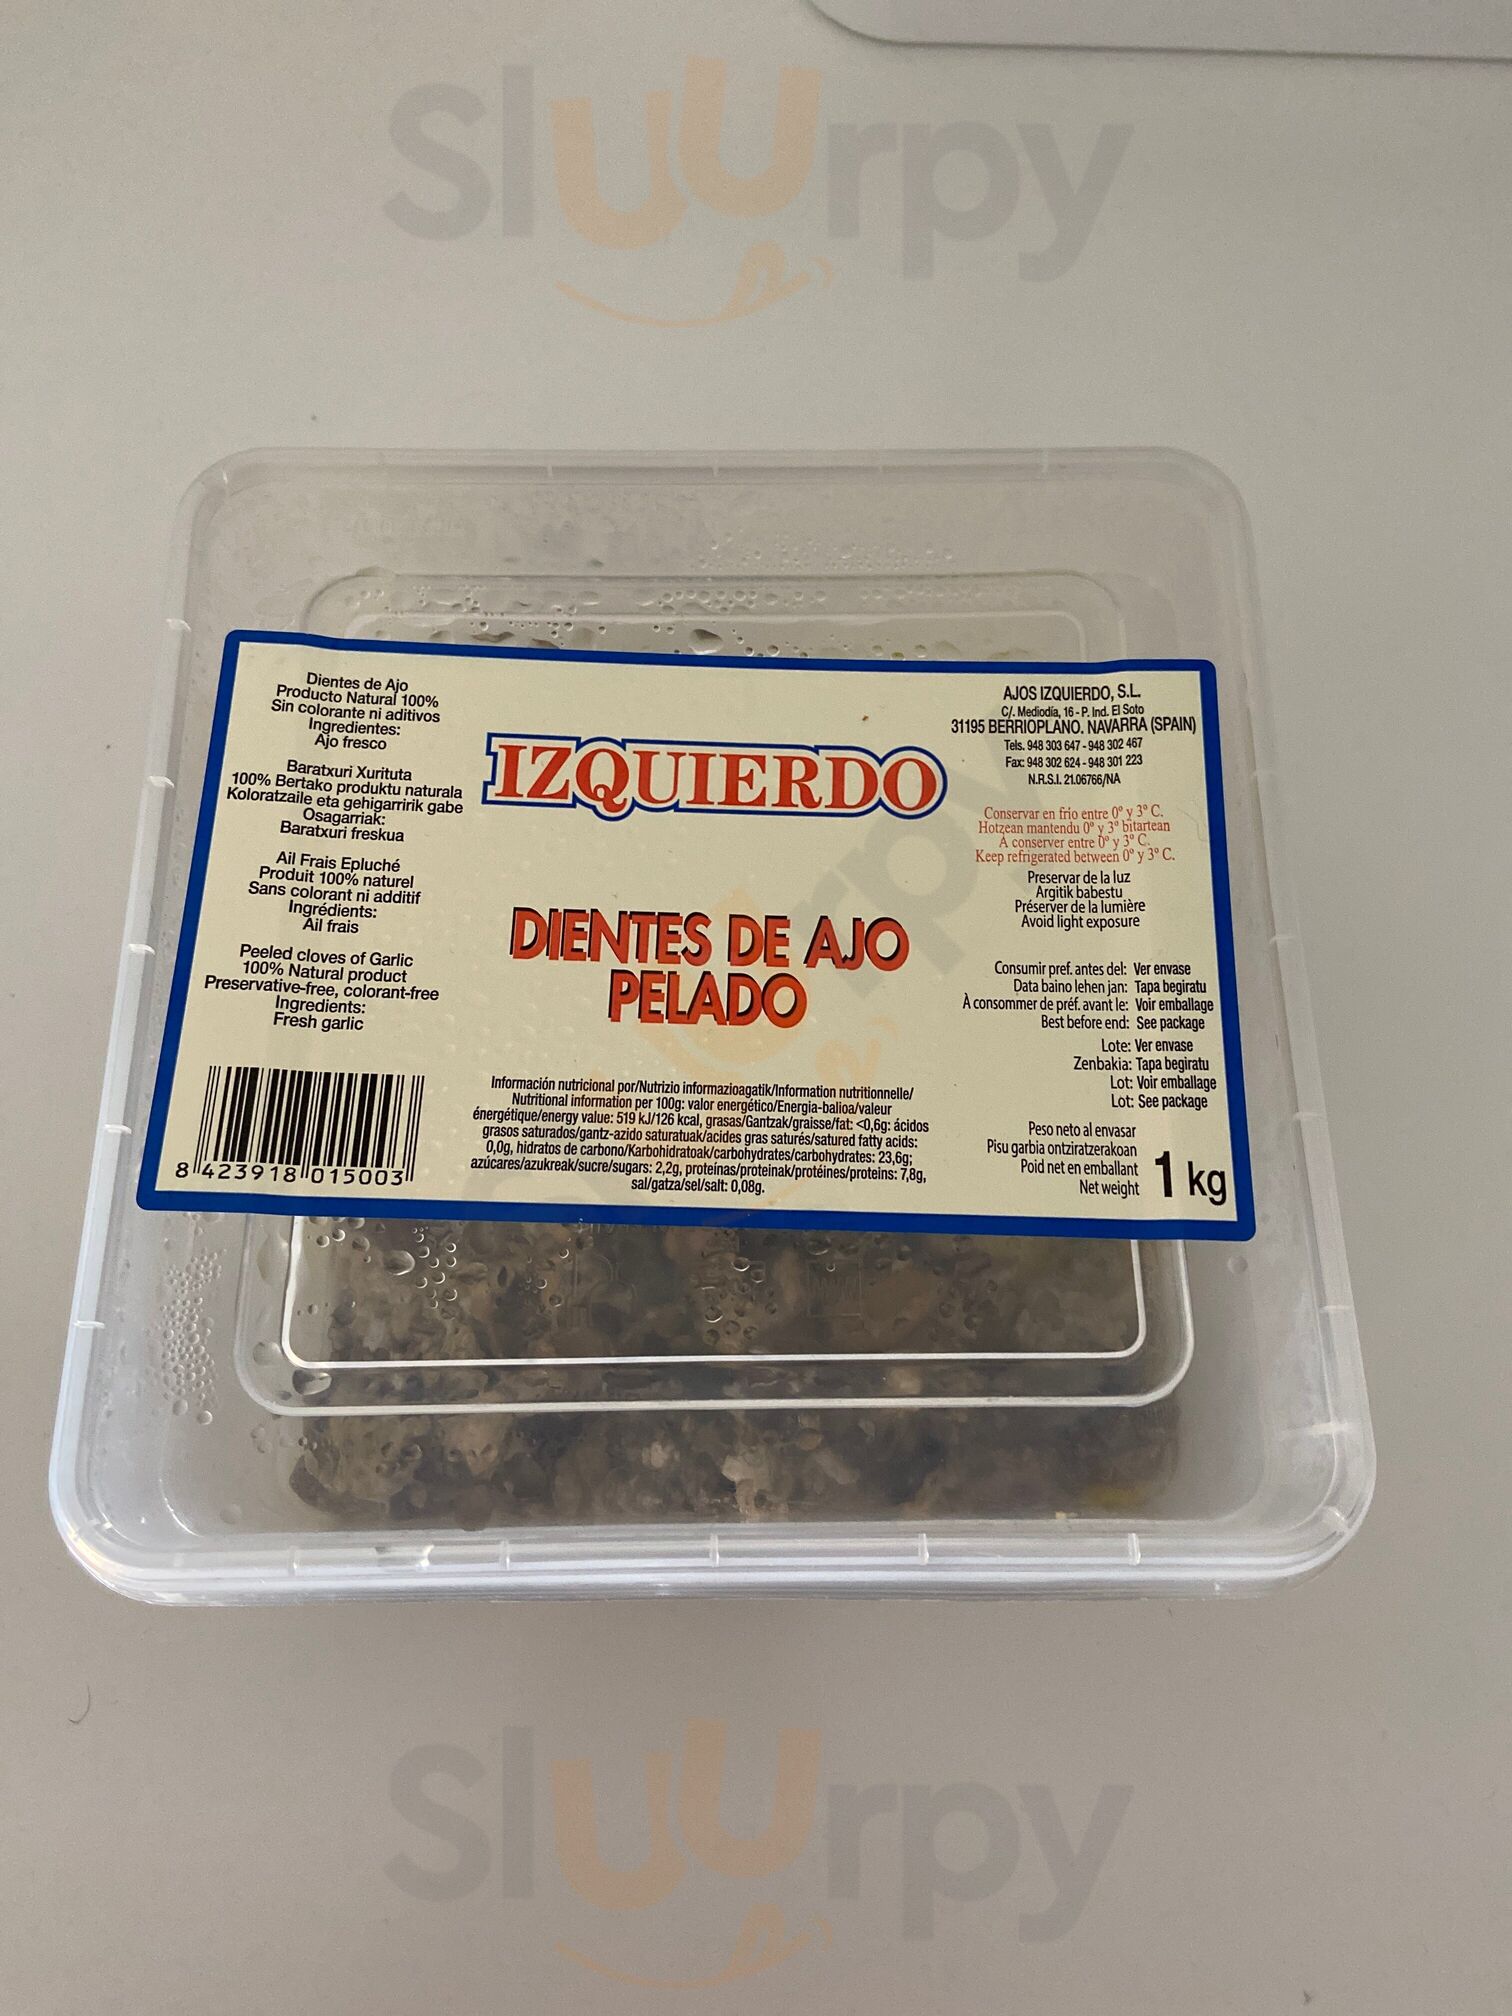 Sluurpy
Dientes de Ajo
Producto Natural 100%
Sin colorante ni aditivos
Ingredientes:
Ajo fresco
Baratxuri Xurituta
100% Bertako produktu naturala
Koloratzaile eta gehigarririk gabe
Osagarriak:
Baratxuri freskua
Ail Frais Epluché
Produit 100% naturel
Sans colorant ni additif
Ingrédients:
Ail frais
Peeled cloves of Garlic
100% Natural product
Preservative-free, colorant-free
Ingredients:
Fresh garlic
8 423918 015003
IZQUIERDO
DIENTES DE AJO
PELADO
Información nutricional por/Nutrizio informazioagatik/Information nutritionnelle/
Nutritional information per 100g: valor energético/Energia-balioa/valeur
énergétique/energy value: 519 kJ/126 kcal, grasas/Gantzak/graisse/fat: <0,6g: ácidos
grasos saturados/gantz-azido saturatuak/acides gras saturés/satured fatty acids:
0,0g, hidratos de carbono/Karbohidratoak/carbohydrates/carbohydrates: 23,6g;
azúcares/azukreak/sucre/sugars: 2,2g, proteínas/proteinak/protéines/proteins: 7,8g,
sal/gatza/sel/salt: 0,08g.
AJOS IZQUIERDO, S.L.
C/. Mediodía, 16 - P. Ind. El Soto
31195 BERRIOPLANO. NAVARRA (SPAIN)
Tels. 948 303 647 - 948 302 467
Fax: 948 302 624 - 948 301 223
N.R.S.I. 21.06766/NA
Conservar en frio entre 0º y 3º C.
Hotzean mantendu 0º y 3º bitartean
À conserver entre 0º y 3º C.
Keep refrigerated between 0º y 3º C.
Preservar de la luz
Argitik babestu
Préserver de la lumière
Avoid light exposure
Consumir pref. antes del: Ver envase
Data baino lehen jan: Tapa begiratu
À consommer de préf. avant le: Voir emballage
Best before end: See package
Lote: Ver envase
Zenbakia: Tapa begiratu
Lot: Voir emballage
Lot: See package
Peso neto al envasar
Pisu garbia ontziratzerakoan
Poid net en emballant
Net weight 1 kg
Sluurpy